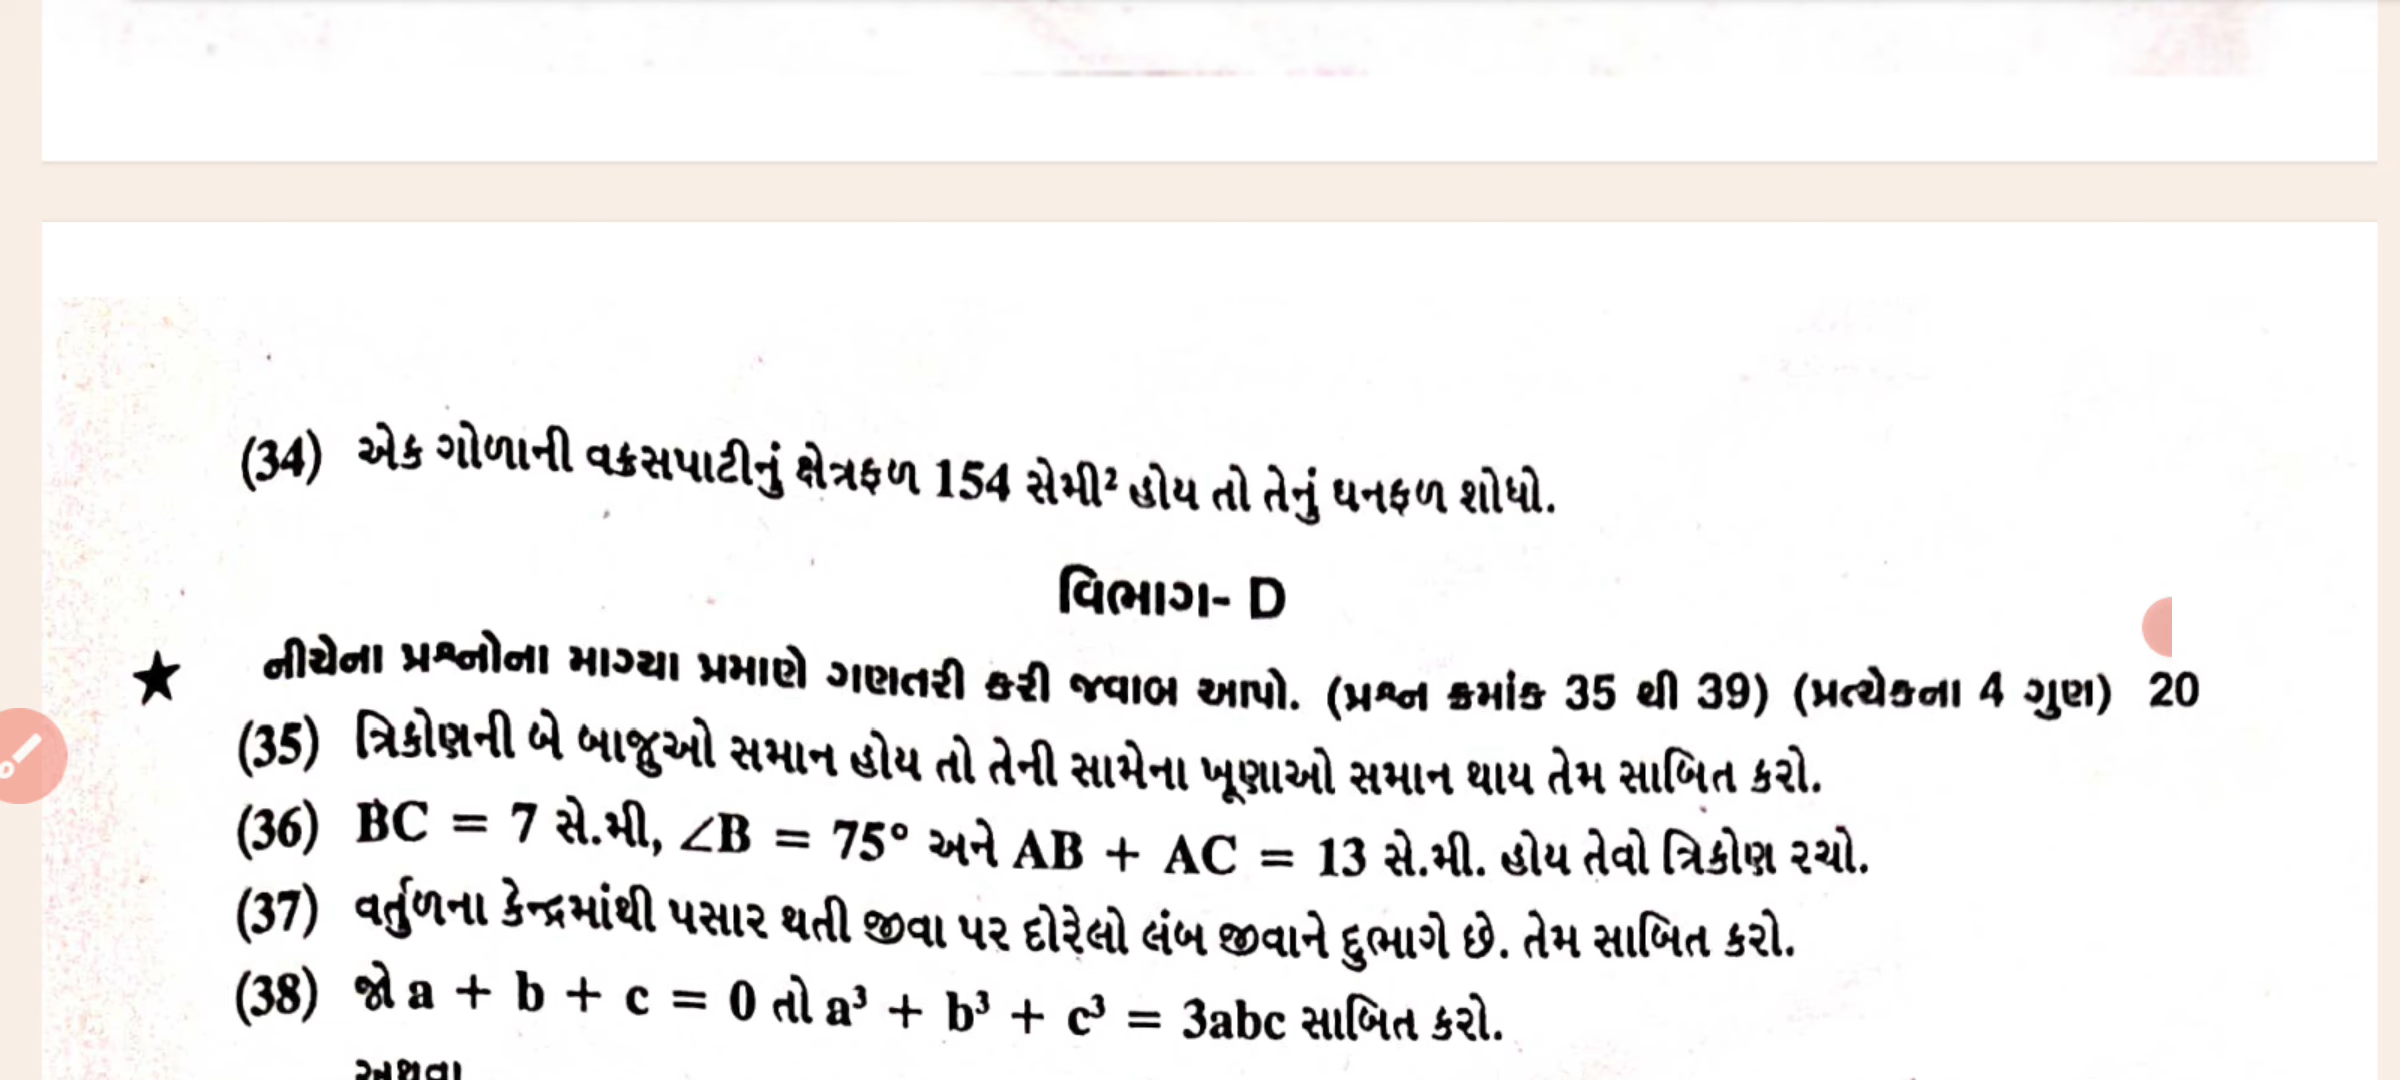 (34) એક ગોળાની વક્રસપાટીનું ક્ષેત્રફળ 154 સેમી² હોય તો તેનું ઘનફળ શોધો.
વિભાગ- D
★ નીચેના પ્રશ્નોના માગ્યા પ્રમાણે ગણતરી કરી જવાબ આપો. (પ્રશ્ન ક્રમાંક 35 થી 39) (પ્રત્યેકના 4 ગુણ) 20
(35) ત્રિકોણની બે બાજુઓ સમાન હોય તો તેની સામેના ખૂણાઓ સમાન થાય તેમ સાબિત કરો.
(36) BC = 7 સે.મી, ∠B = 75° અને AB + AC = 13 સે.મી. હોય તેવો ત્રિકોણ રચો.
(37) વર્તુળના કેન્દ્રમાંથી પસાર થતી જીવા પર દોરેલો લંબ જીવાને દુભાગે છે. તેમ સાબિત કરો.
(38) જો a + b + c = 0 તો a³ + b³ + c³ = 3abc સાબિત કરો.
અથવા